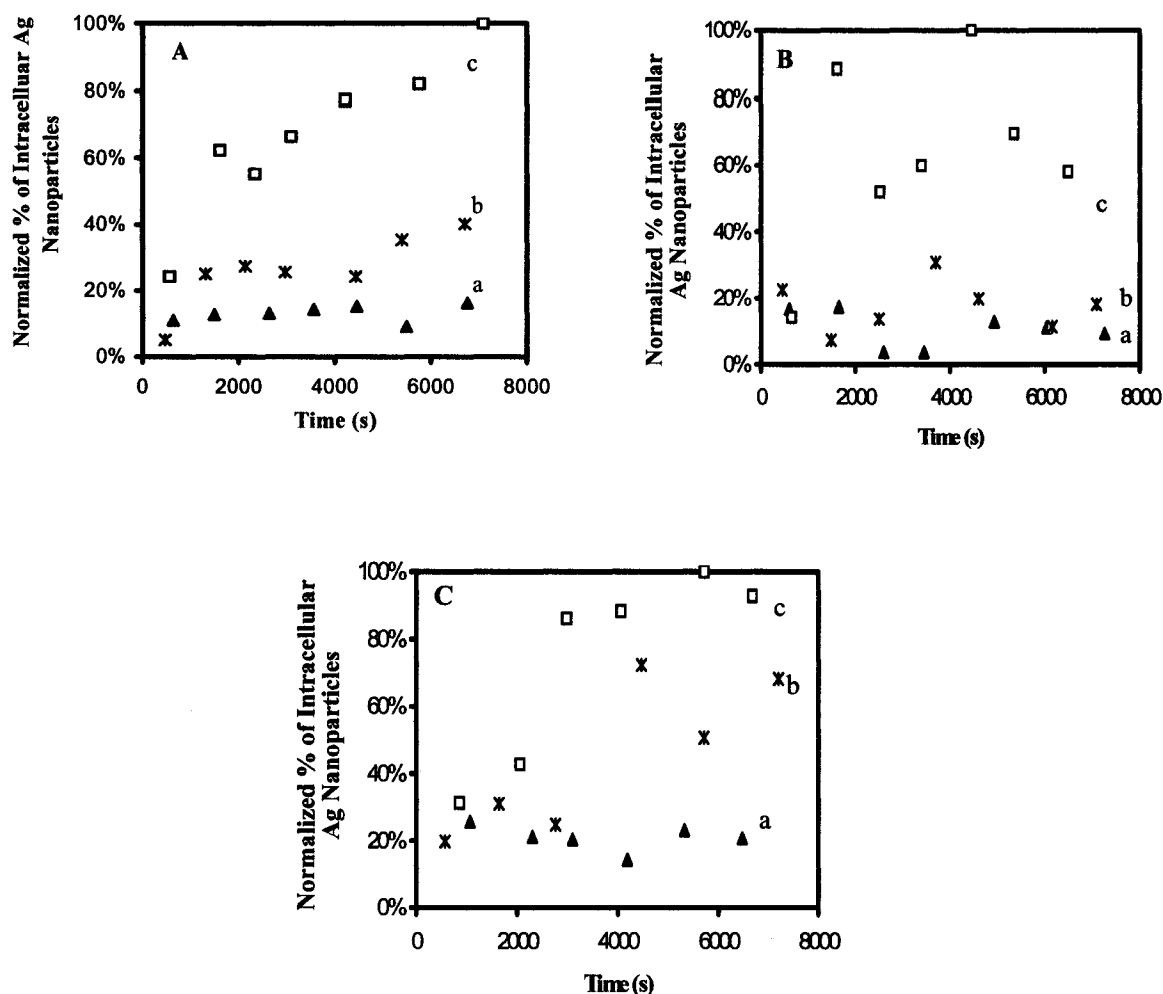 Normalized % of Intracelluar Ag
Nanoparticles
100%
80%
60%
40%
20%
0%
A
c
b
a
0 2000 4000 6000 8000
Time (s)
Normalized % of Intracellular
Ag Nanoparticles
100%
80%
60%
40%
20%
0%
B
c
b
a
0 2000 4000 6000 8000
Time (s)
Normalized % of Intracellular
Ag Nanoparticles
100%
80%
60%
40%
20%
0%
C
c
b
a
0 2000 4000 6000 8000
Time (s)